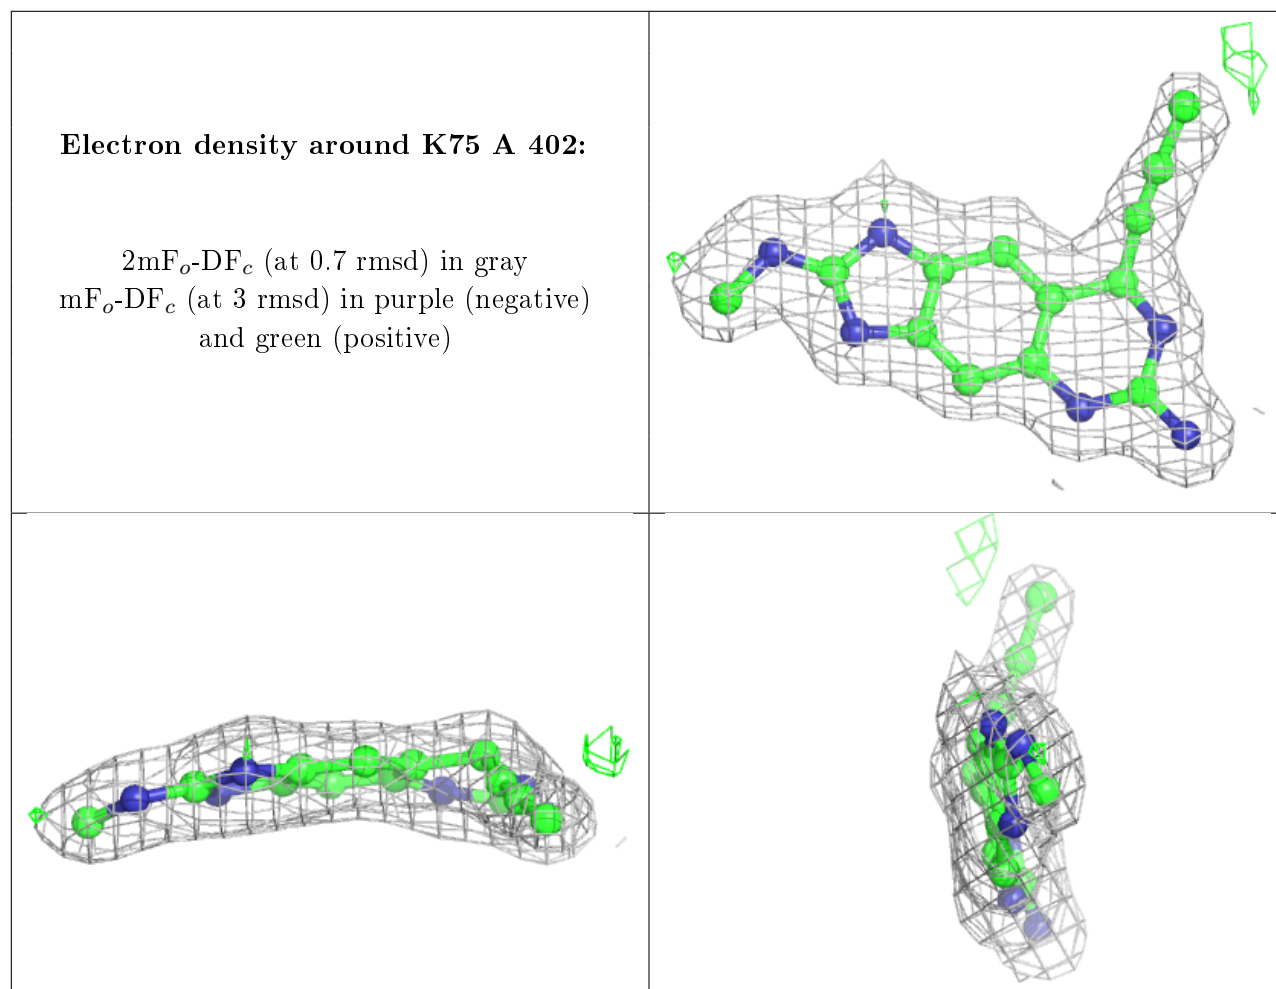 Electron density around K75 A 402:
2mFo-DFc (at 0.7 rmsd) in gray
mFo-DFc (at 3 rmsd) in purple (negative)
and green (positive)